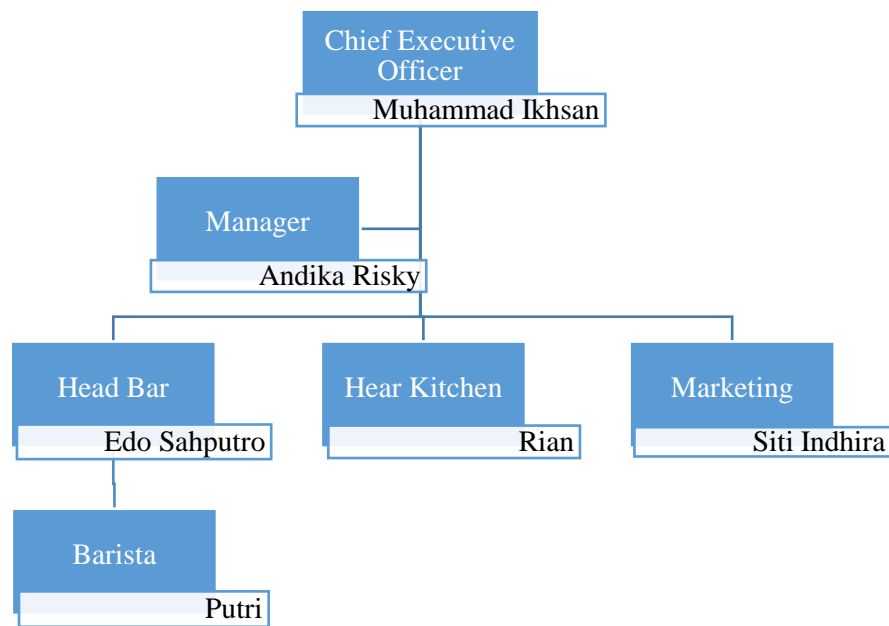 Chief Executive
Officer
Muhammad Ikhsan
Manager
Andika Risky
Head Bar
Edo Sahputro
Hear Kitchen
Rian
Marketing
Siti Indhira
Barista
Putri